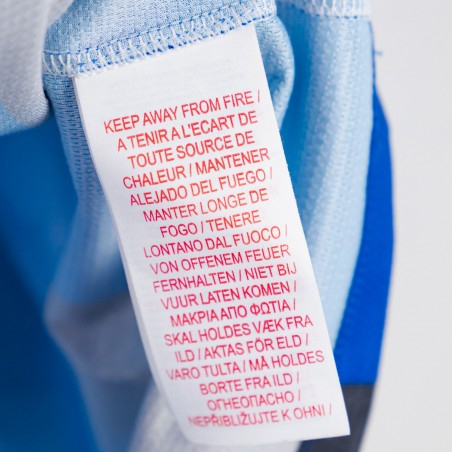 KEEP AWAY FROM FIRE /
A TENIR A L'ECART DE
TOUTE SOURCE DE
CHALEUR / MANTENER
ALEJADO DEL FUEGO /
MANTER LONGE DE
FOGO / TENERE
LONTANO DAL FUOCO /
VON OFFENEM FEUER
FERNHALTEN / NIET BIJ
VUUR LATEN KOMEN /
ΜΑΚΡΙΑ ΑΠΟ ΦΩΤΙΑ /
SKAL HOLDES VÆK FRA
ILD / AKTAS FÖR ELD /
VARO TULTA / MÅ HOLDES
BORTE FRA ILD /
ОГНЕОПАСНО /
NEPŘIBLIŽUJTE K OHNI /